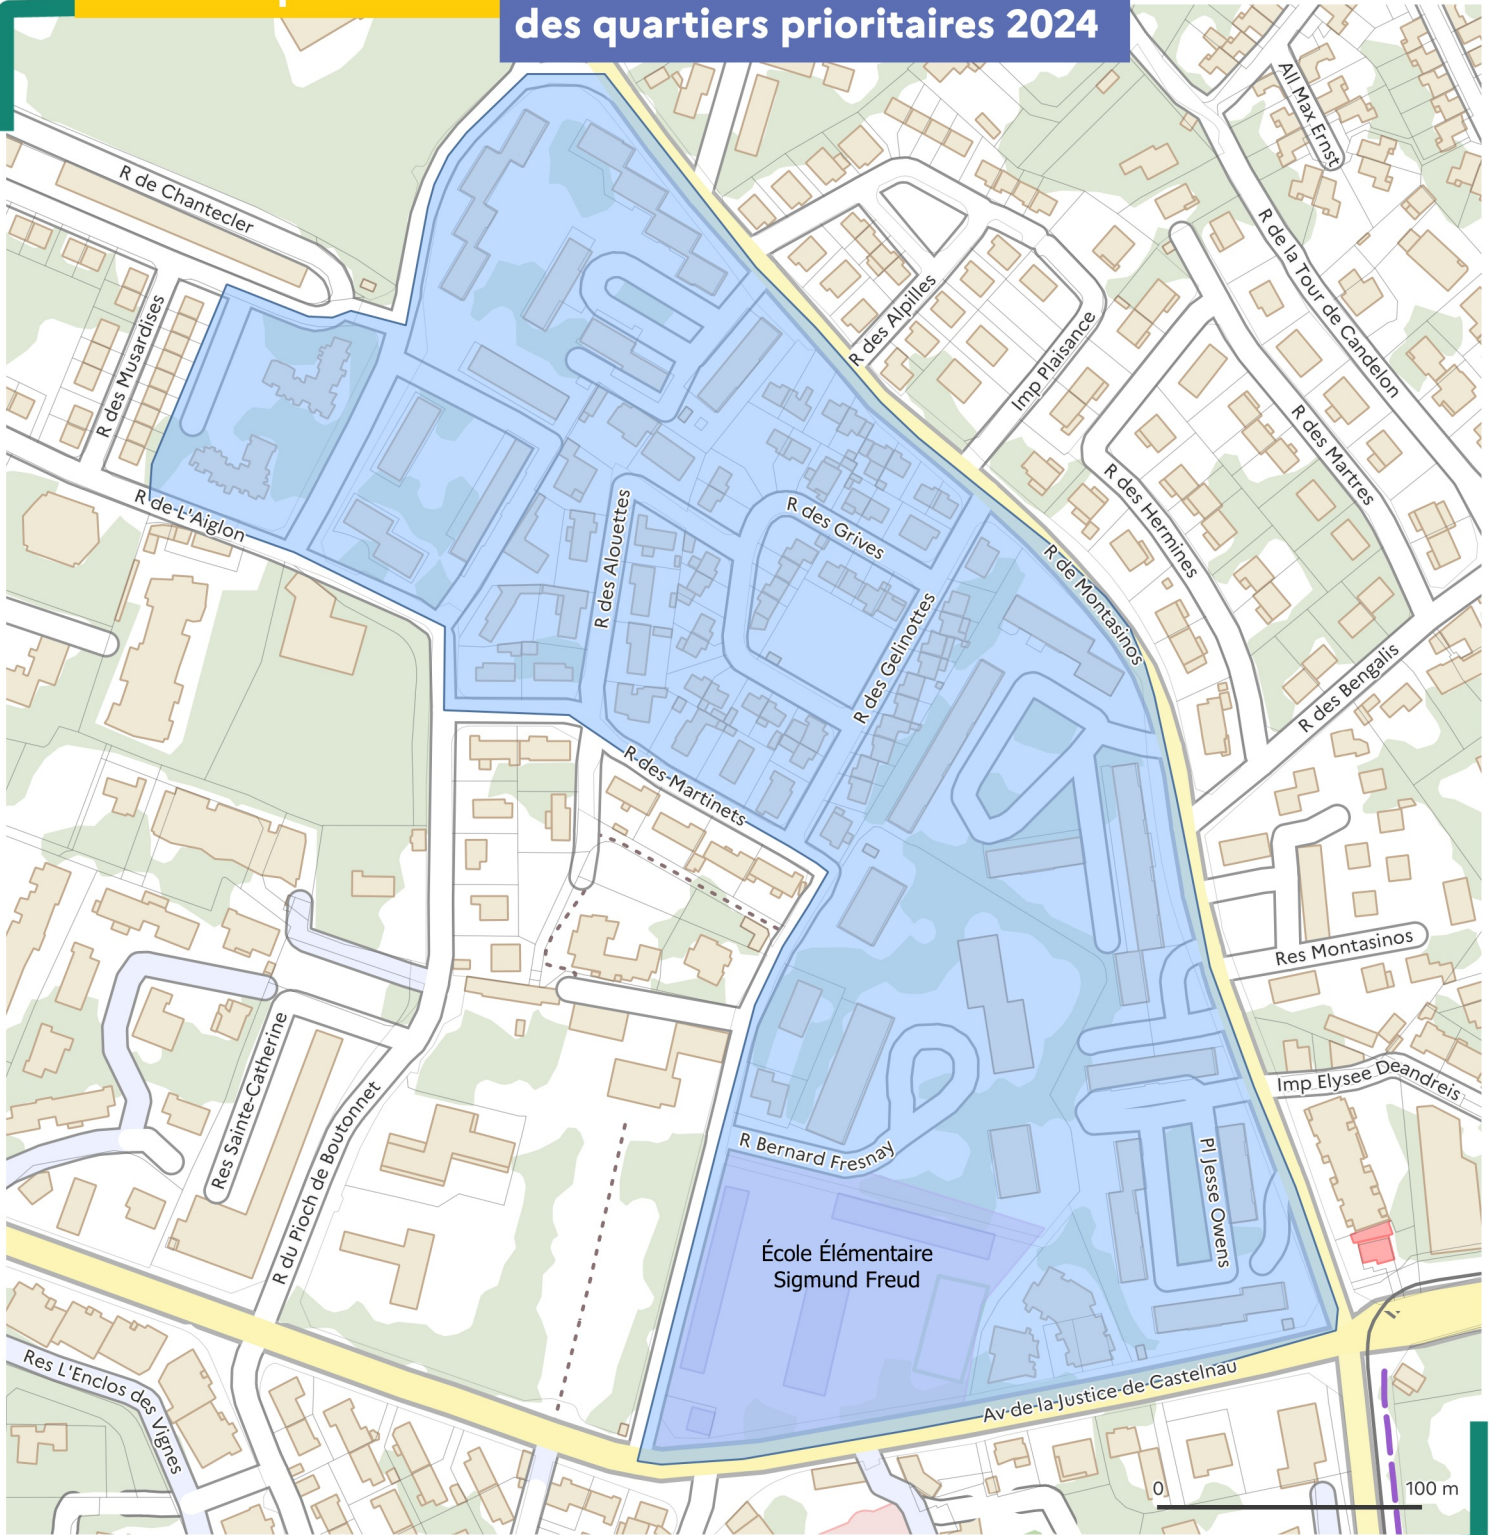 des quartiers prioritaires 2024
All Max Ernst
R de Chantecler
R de la Tour de Candelon
R des Musardises
R des Alpilles
Imp Plaisance
R des Martres
R des Hermines
R de L'Aiglon
R des Alouettes
R des Grives
R de Montasinos
R des Gelinottes
R des Bengalis
R des Martinets
Res Montasinos
Res Sainte-Catherine
R du Pioch de Boutonnet
Imp Elysee Deandreis
R Bernard Fresnay
Pl Jesse Owens
École Élémentaire
Sigmund Freud
Res L'Enclos des Vignes
Av de la Justice de Castelnau
0 100 m